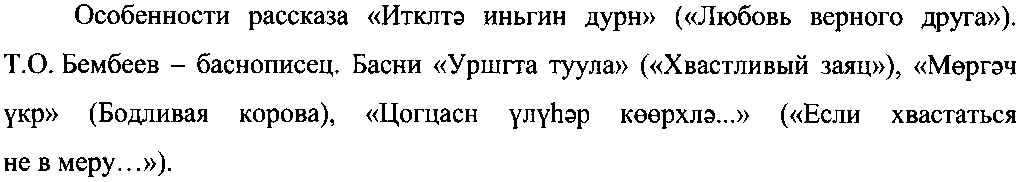 Особенности рассказа «Итклтә иньгин дурн» («Любовь верного друга»).
Т.О. Бембеев – баснописец. Басни «Уршгта туула» («Хвастливый заяц»), «Мөргәч
үкр» (Бодливая корова), «Цогцасн үлүһәр көөрхлә...» («Если хвастаться
не в меру…»).